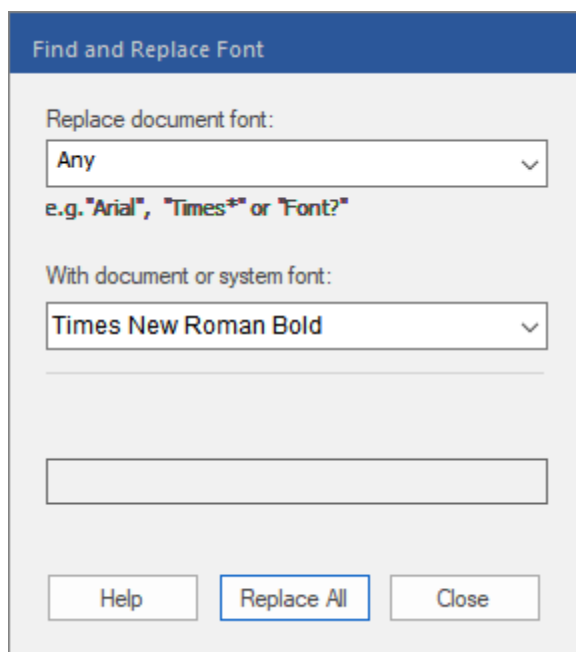 Find and Replace Font
Replace document font:
Any
e.g."Arial", "Times*" or "Font?"
With document or system font:
Times New Roman Bold
Help
Replace All
Close